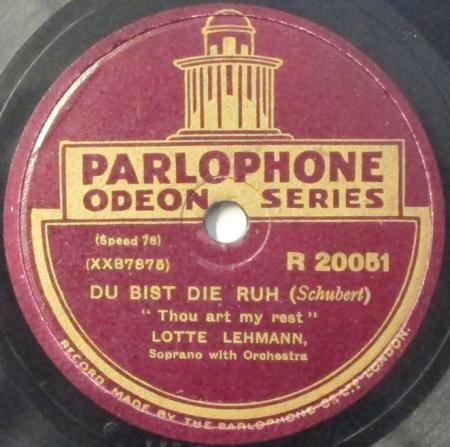 PARLOPHONE
ODEON SERIES
(Speed 78)
(XXB7875) R 20051
DU BIST DIE RUH (Schubert)
"Thou art my rest"
LOTTE LEHMANN,
Soprano with Orchestra
RECORD MADE BY THE PARLOPHONE Co. LTD LONDON.